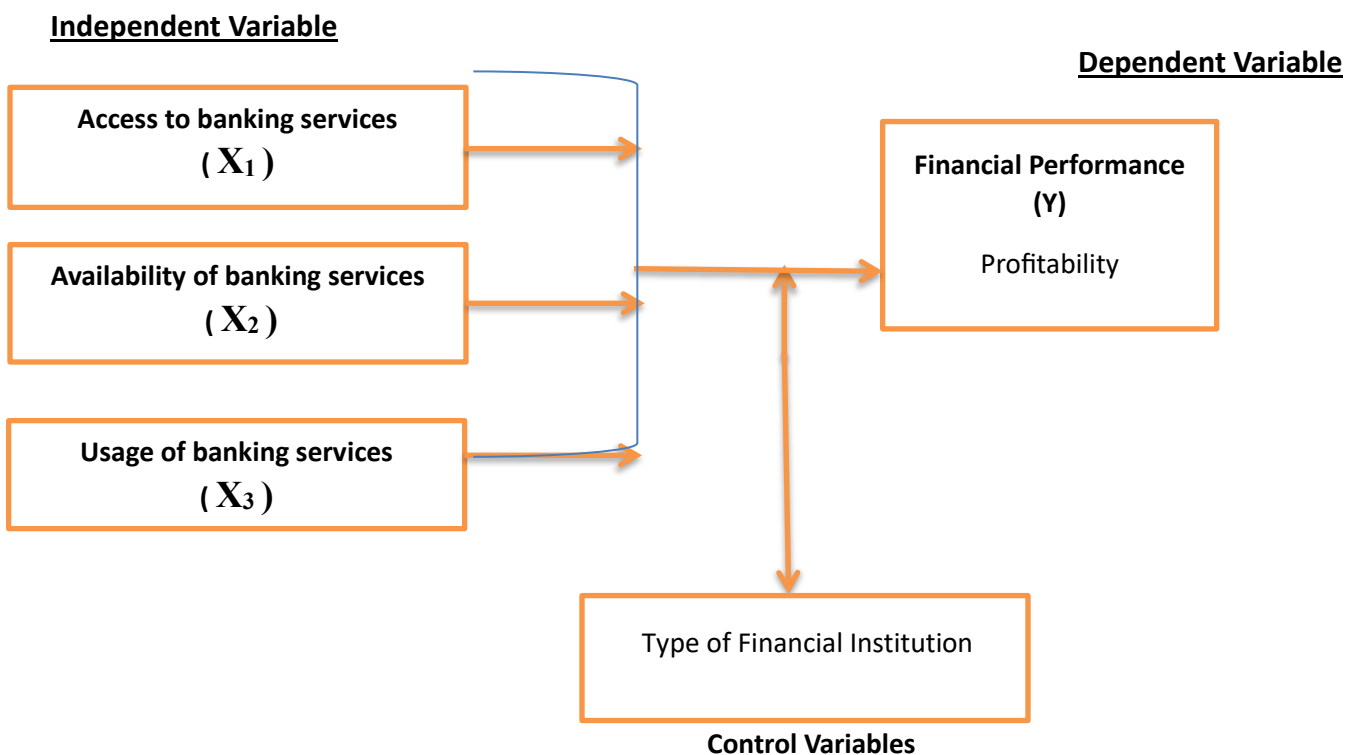 Independent Variable
Dependent Variable
Access to banking services
( X₁ )
Availability of banking services
( X₂ )
Usage of banking services
( X₃ )
Financial Performance
(Y)
Profitability
Type of Financial Institution
Control Variables